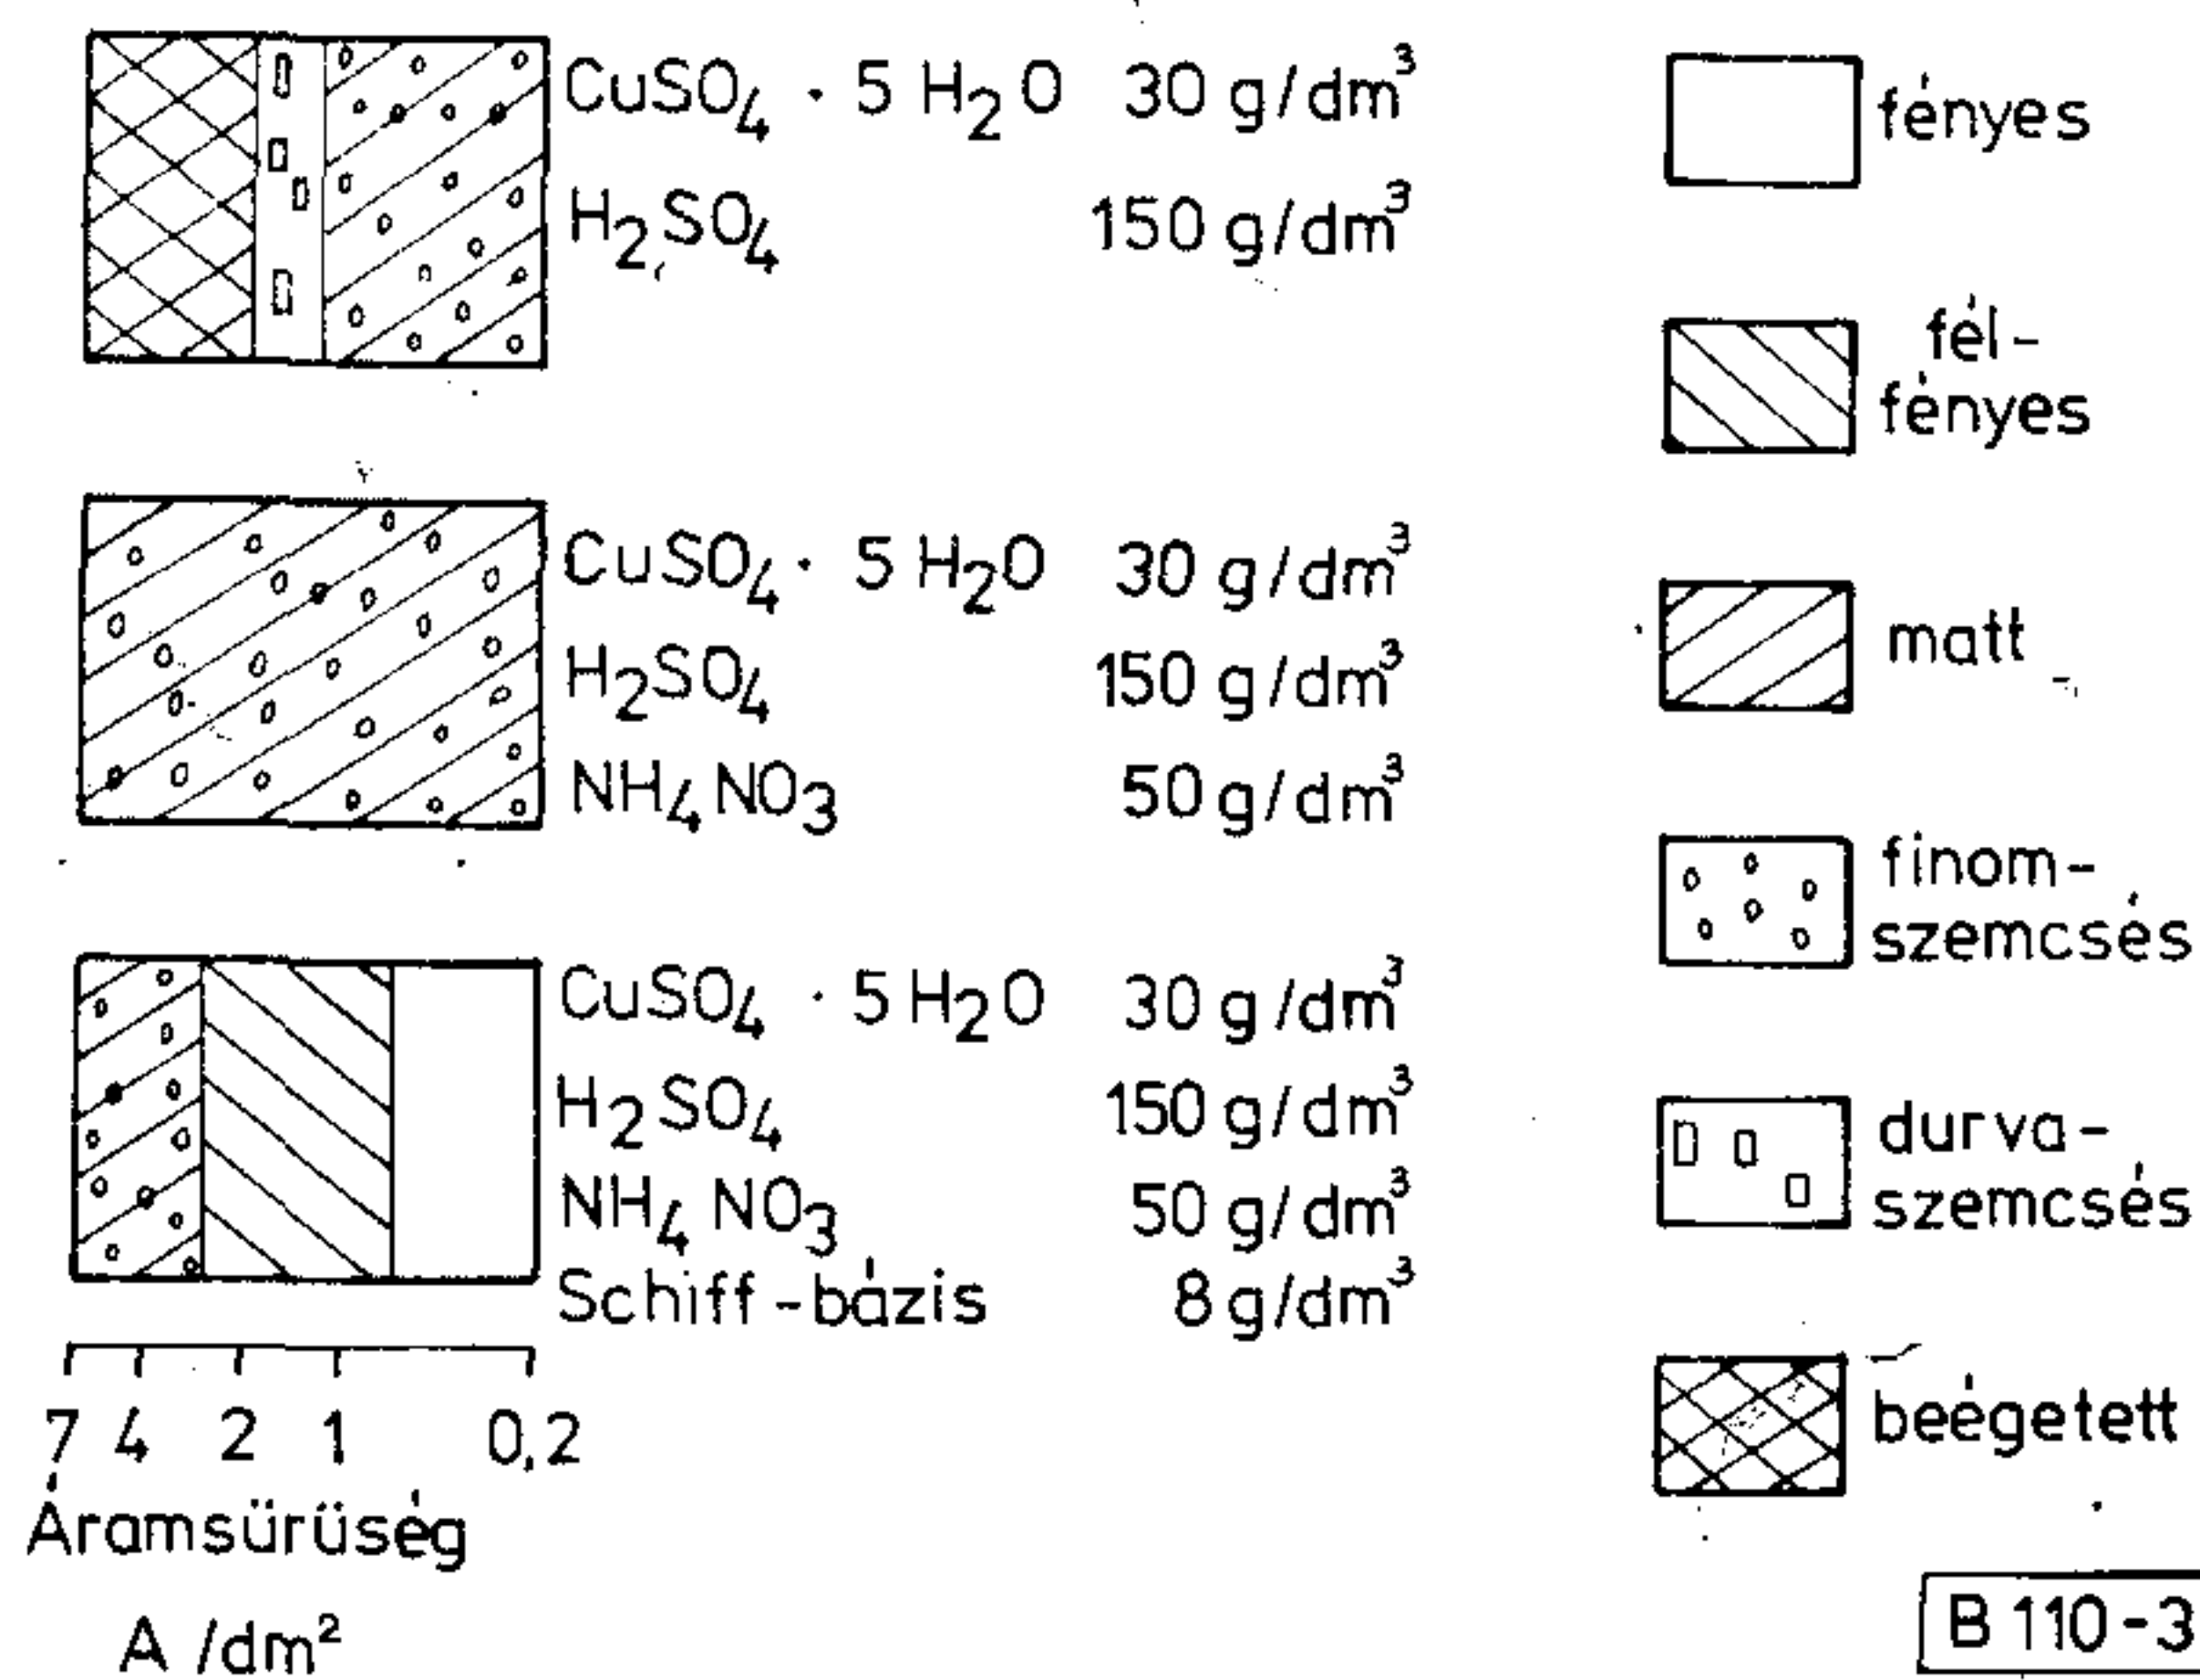 CuSO₄ · 5 H₂O 30 g/dm³
H₂SO₄ 150 g/dm³
CuSO₄ · 5 H₂O 30 g/dm³
H₂SO₄ 150 g/dm³
NH₄NO₃ 50 g/dm³
CuSO₄ · 5 H₂O 30 g/dm³
H₂SO₄ 150 g/dm³
NH₄NO₃ 50 g/dm³
Schiff-bázis 8 g/dm³
7 4 2 1 0,2
Áramsürüség
A /dm²
fényes
fél-
fényes
matt
finom-
szemcsés
durva-
szemcsés
beégetett
B 110-3